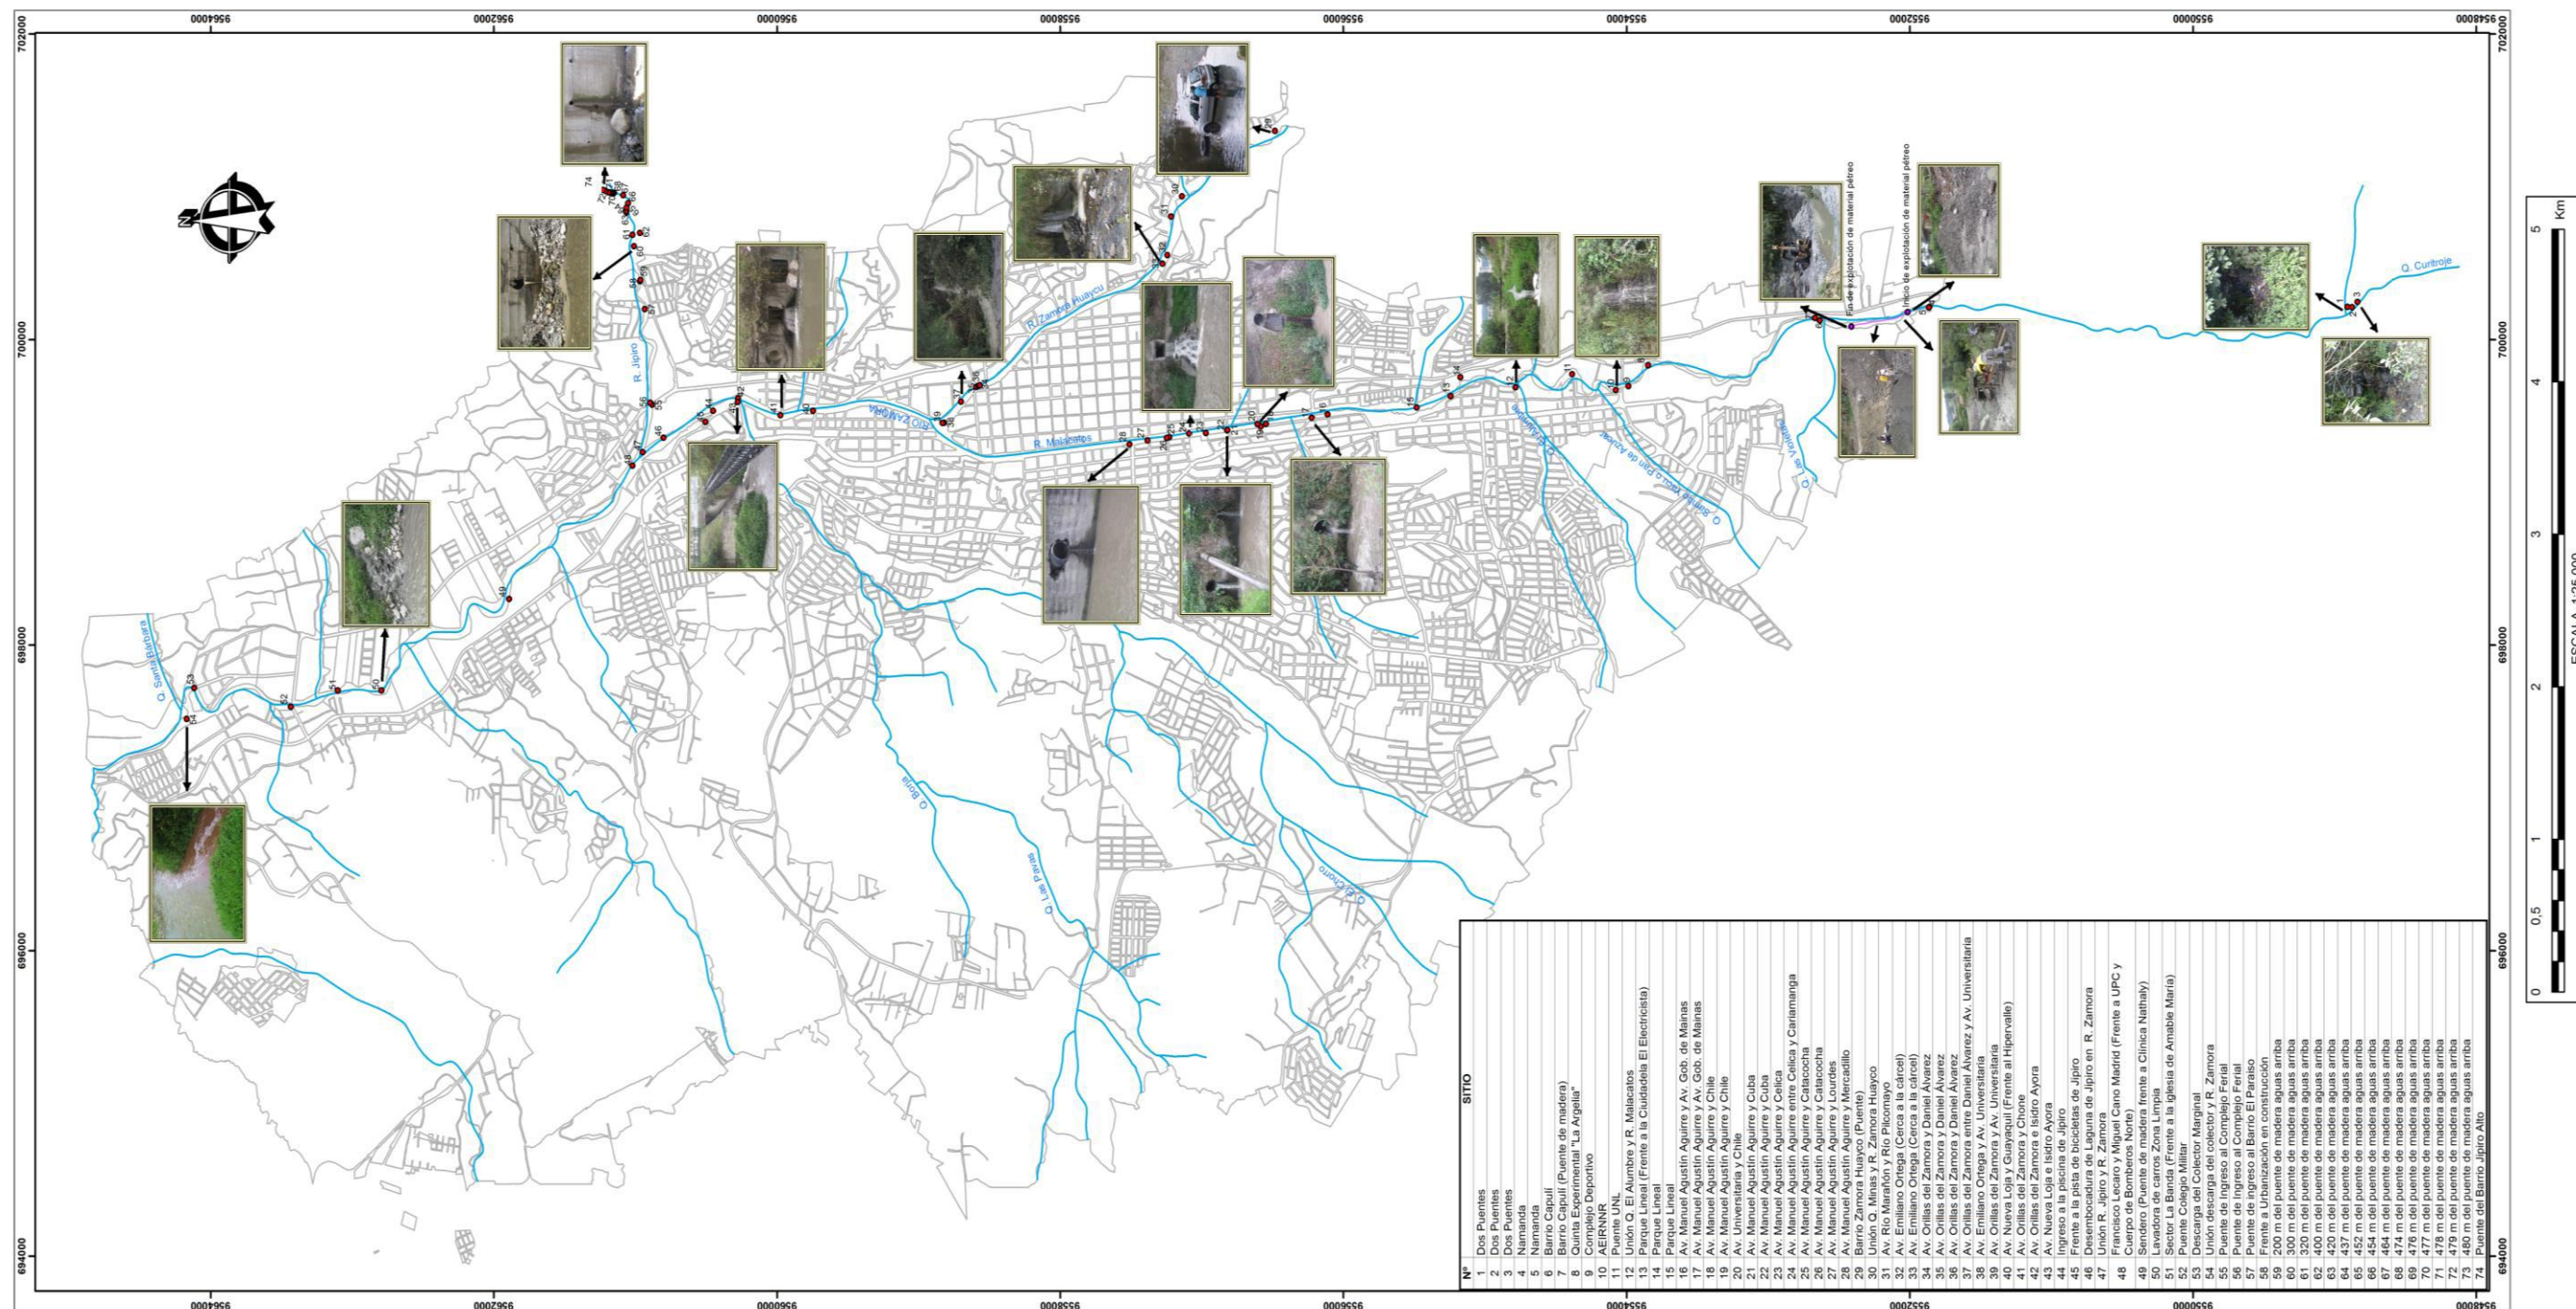 9564000
9562000
9560000
9558000
9556000
9554000
9552000
9550000
9548000
702000
700000
698000
696000
694000
N
R. Jipiro
R. Zamora Huaycu
RÍO ZAMORA
R. Malacatos
Q. Santa Bárbara
Q. Borja
Q. Las Pavas
Q. El Chorro
Q. El Alumbre
Q. Las Violetas
Q. Curitroje
Fin de explotación de material pétreo
Inicio de explotación de material pétreo
N° SITIO
1 Dos Puentes
2 Dos Puentes
3 Dos Puentes
4 Namanda
5 Namanda
6 Barrio Capulí
7 Barrio Capulí (Puente de madera)
8 Quinta Experimental "La Argelia"
9 Complejo Deportivo
10 AEIRNNR
11 Puente UNL
12 Unión Q. El Alumbre y R. Malacatos
13 Parque Lineal (Frente a la Cuidadela El Electricista)
14 Parque Lineal
15 Parque Lineal
16 Av. Manuel Agustín Aguirre y Av. Gob. de Mainas
17 Av. Manuel Agustín Aguirre y Av. Gob. de Mainas
18 Av. Manuel Agustín Aguirre y Chile
19 Av. Manuel Agustín Aguirre y Chile
20 Av. Universitaria y Chile
21 Av. Manuel Agustín Aguirre y Cuba
22 Av. Manuel Agustín Aguirre y Cuba
23 Av. Manuel Agustín Aguirre y Celica
24 Av. Manuel Agustín Aguirre entre Celica y Cariamanga
25 Av. Manuel Agustín Aguirre y Catacocha
26 Av. Manuel Agustín Aguirre y Catacocha
27 Av. Manuel Agustín Aguirre y Lourdes
28 Av. Manuel Agustín Aguirre y Mercadillo
29 Barrio Zamora Huayco (Puente)
30 Unión Q. Minas y R. Zamora Huayco
31 Av. Río Marañón y Río Pilcomayo
32 Av. Emiliano Ortega (Cerca a la cárcel)
33 Av. Emiliano Ortega (Cerca a la cárcel)
34 Av. Orillas del Zamora y Daniel Álvarez
35 Av. Orillas del Zamora y Daniel Álvarez
36 Av. Orillas del Zamora y Daniel Álvarez
37 Av. Orillas del Zamora entre Daniel Álvarez y Av. Universitaria
38 Av. Emiliano Ortega y Av. Universitaria
39 Av. Orillas del Zamora y Av. Universitaria
40 Av. Nueva Loja y Guayaquil (Frente al Hipervalle)
41 Av. Orillas del Zamora y Chone
42 Av. Orillas del Zamora e Isidro Ayora
43 Av. Nueva Loja e Isidro Ayora
44 Ingreso a la piscina de Jipiro
45 Frente a la pista de bicicletas de Jipiro
46 Desembocadura de Laguna de Jipiro en R. Zamora
47 Unión R. Jipiro y R. Zamora
48 Francisco Lecaro y Miguel Cano Madrid (Frente a UPC y
Cuerpo de Bomberos Norte)
49 Sendero (Puente de madera frente a Clínica Nathaly)
50 Lavadora de carros Zona Limpia
51 Sector La Banda (Frente a la iglesia de Amable María)
52 Puente Colegio Militar
53 Descarga del Colector Marginal
54 Unión descarga del colector y R. Zamora
55 Puente de Ingreso al Complejo Ferial
56 Puente de Ingreso al Complejo Ferial
57 Puente de ingreso al Barrio El Paraíso
58 Frente a Urbanización en construcción
59 200 m del puente de madera aguas arriba
60 300 m del puente de madera aguas arriba
61 320 m del puente de madera aguas arriba
62 400 m del puente de madera aguas arriba
63 420 m del puente de madera aguas arriba
64 437 m del puente de madera aguas arriba
65 452 m del puente de madera aguas arriba
66 454 m del puente de madera aguas arriba
67 464 m del puente de madera aguas arriba
68 474 m del puente de madera aguas arriba
69 476 m del puente de madera aguas arriba
70 477 m del puente de madera aguas arriba
71 478 m del puente de madera aguas arriba
72 479 m del puente de madera aguas arriba
73 480 m del puente de madera aguas arriba
74 Puente del Barrio Jipiro Alto
0 0,5 1 2 3 4 5 Km
ESCALA 1:25.000